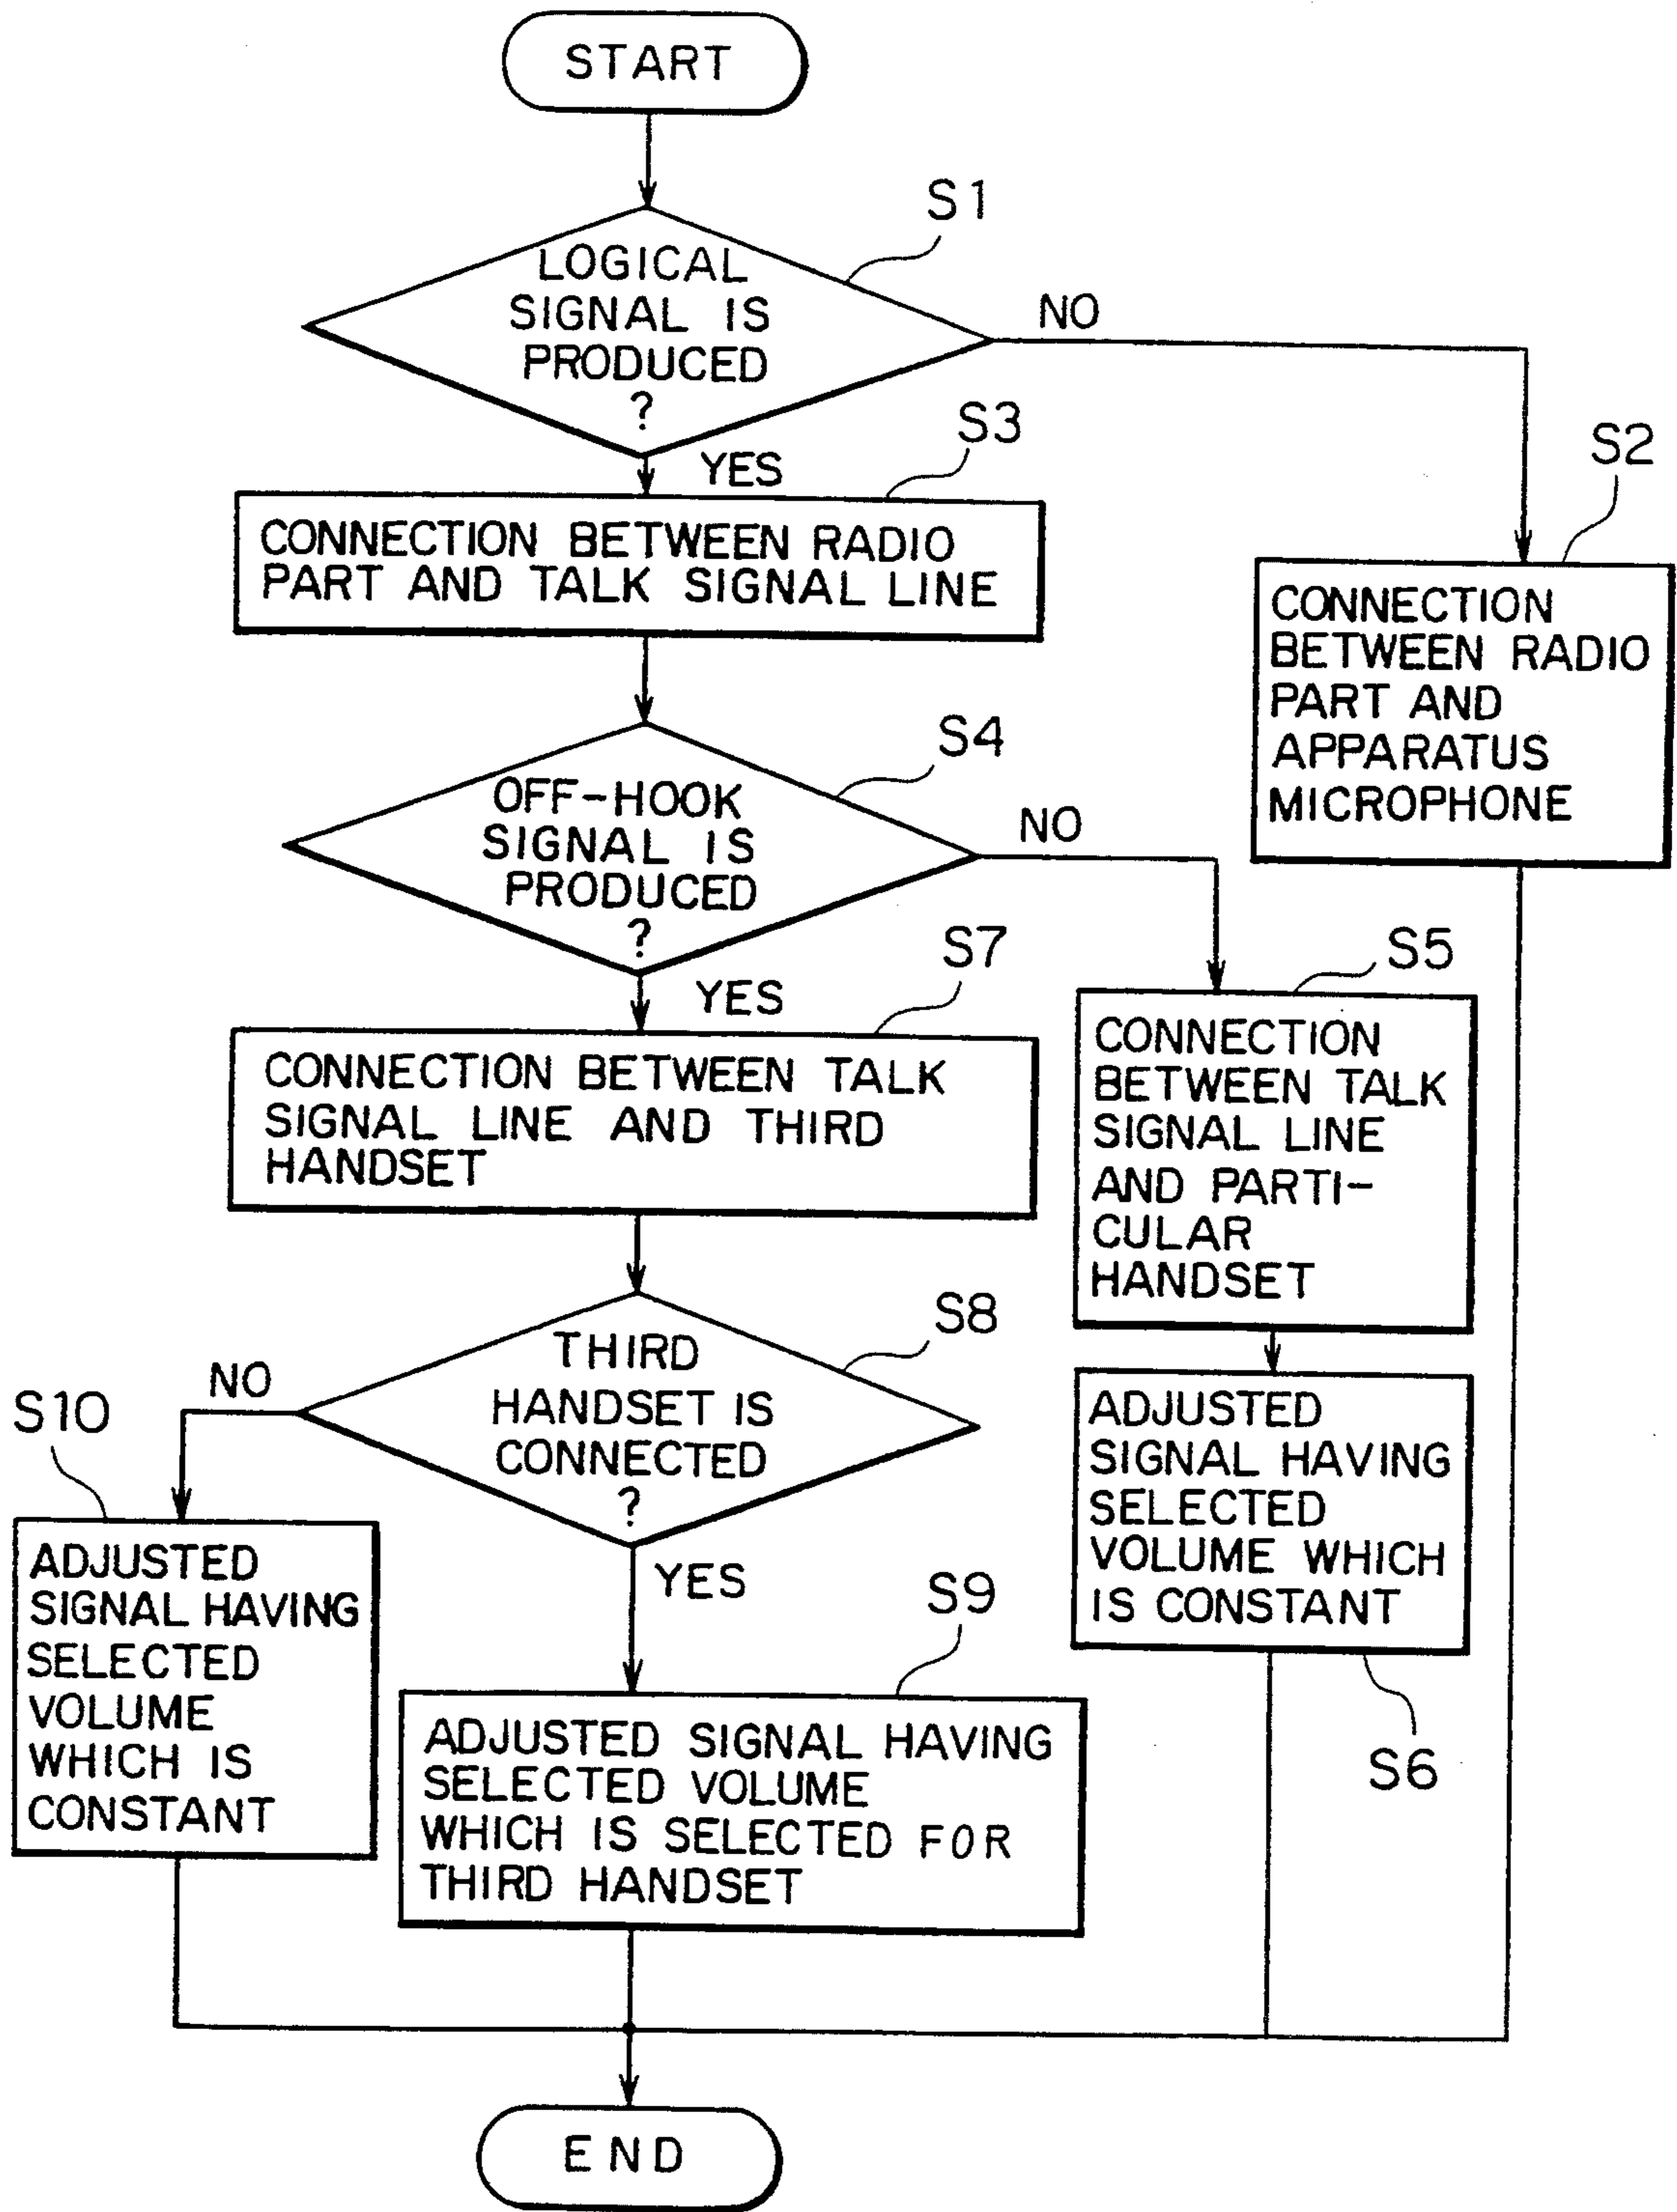 START
S1
LOGICAL
SIGNAL IS
PRODUCED
?
NO
YES
S3
CONNECTION BETWEEN RADIO
PART AND TALK SIGNAL LINE
S2
CONNECTION
BETWEEN RADIO
PART AND
APPARATUS
MICROPHONE
S4
OFF-HOOK
SIGNAL IS
PRODUCED
?
NO
YES
S7
CONNECTION BETWEEN TALK
SIGNAL LINE AND THIRD
HANDSET
S5
CONNECTION
BETWEEN TALK
SIGNAL LINE
AND PARTI-
CULAR
HANDSET
S8
THIRD
HANDSET IS
CONNECTED
?
NO
YES
S10
ADJUSTED
SIGNAL HAVING
SELECTED
VOLUME
WHICH IS
CONSTANT
S9
ADJUSTED SIGNAL HAVING
SELECTED VOLUME
WHICH IS SELECTED FOR
THIRD HANDSET
ADJUSTED
SIGNAL HAVING
SELECTED
VOLUME WHICH
IS CONSTANT
S6
END